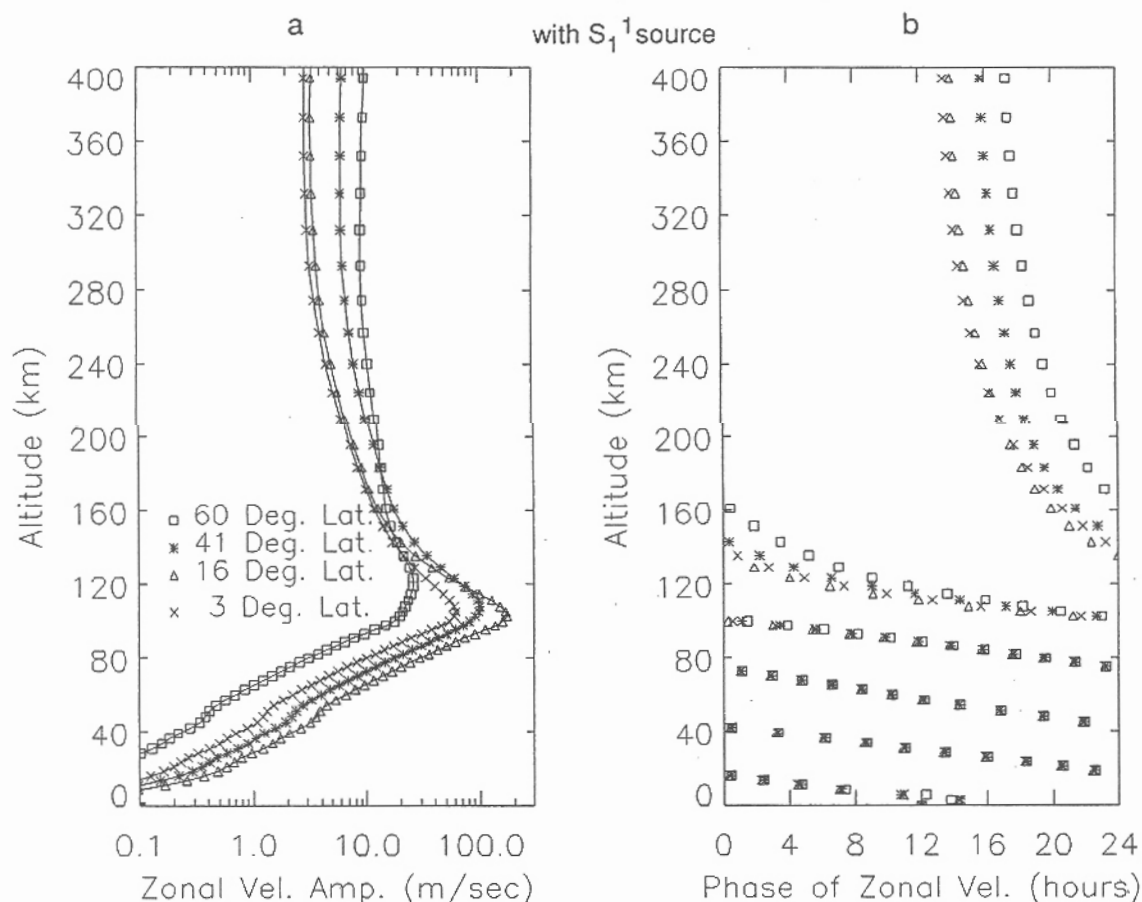 a
with S₁¹ source
b
400
360
320
280
240
200
160
120
80
40
0
Altitude (km)
60 Deg. Lat.
41 Deg. Lat.
16 Deg. Lat.
3 Deg. Lat.
0.1 1.0 10.0 100.0
Zonal Vel. Amp. (m/sec)
400
360
320
280
240
200
160
120
80
40
0
Altitude (km)
0 4 8 12 16 20 24
Phase of Zonal Vel. (hours)